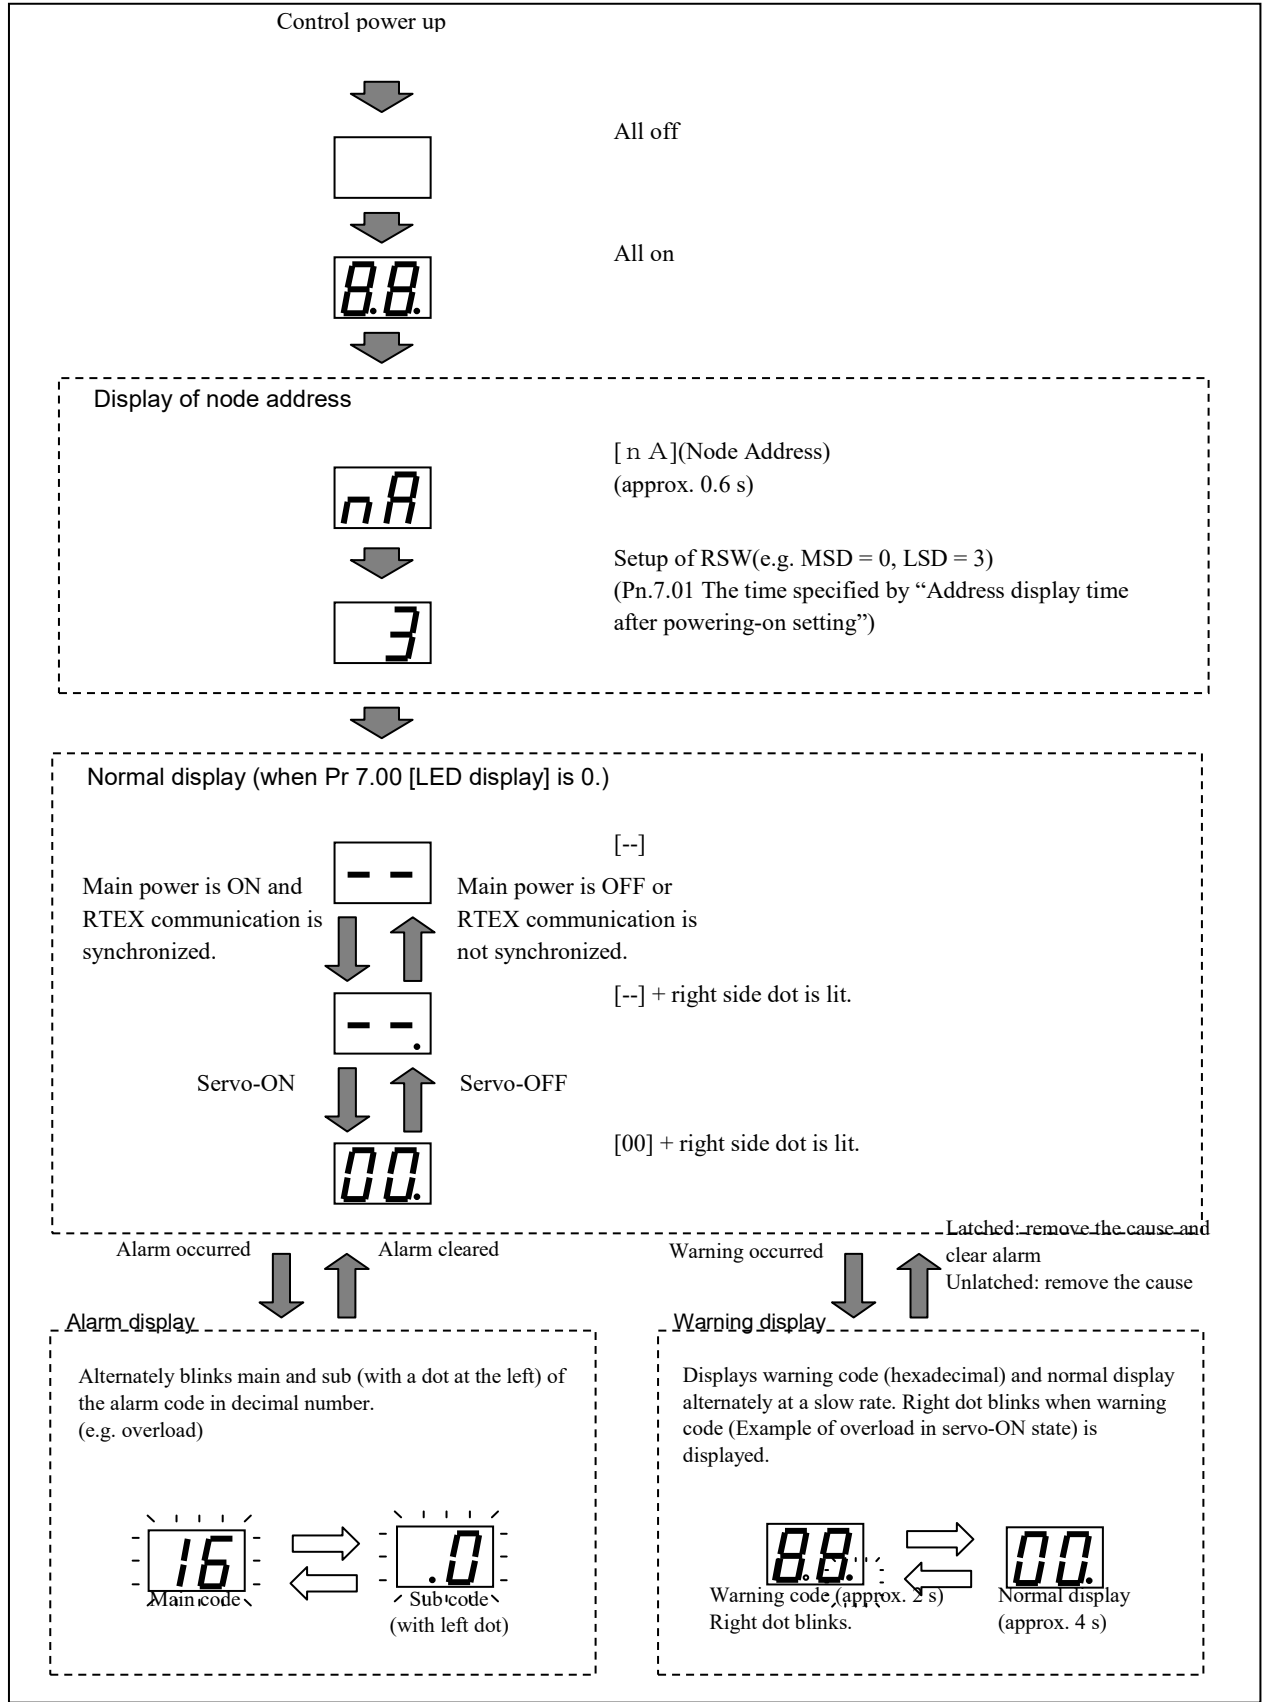 Control power up
All off
All on
8.8.
Display of node address
[ n A](Node Address)
(approx. 0.6 s)
nA
Setup of RSW(e.g. MSD = 0, LSD = 3)
(Pn.7.01 The time specified by “Address display time
after powering-on setting”)
3
Normal display (when Pr 7.00 [LED display] is 0.)
[--]
- -
Main power is ON and
RTEX communication is
synchronized.
Main power is OFF or
RTEX communication is
not synchronized.
[--] + right side dot is lit.
- -.
Servo-ON
Servo-OFF
[00] + right side dot is lit.
00.
Alarm occurred
Alarm cleared
Warning occurred
Latched: remove the cause and
clear alarm
Unlatched: remove the cause
Alarm display
Alternately blinks main and sub (with a dot at the left) of
the alarm code in decimal number.
(e.g. overload)
16
Main code
.0
Sub code
(with left dot)
Warning display
Displays warning code (hexadecimal) and normal display
alternately at a slow rate. Right dot blinks when warning
code (Example of overload in servo-ON state) is
displayed.
8.8.
Warning code (approx. 2 s)
Right dot blinks.
00.
Normal display
(approx. 4 s)